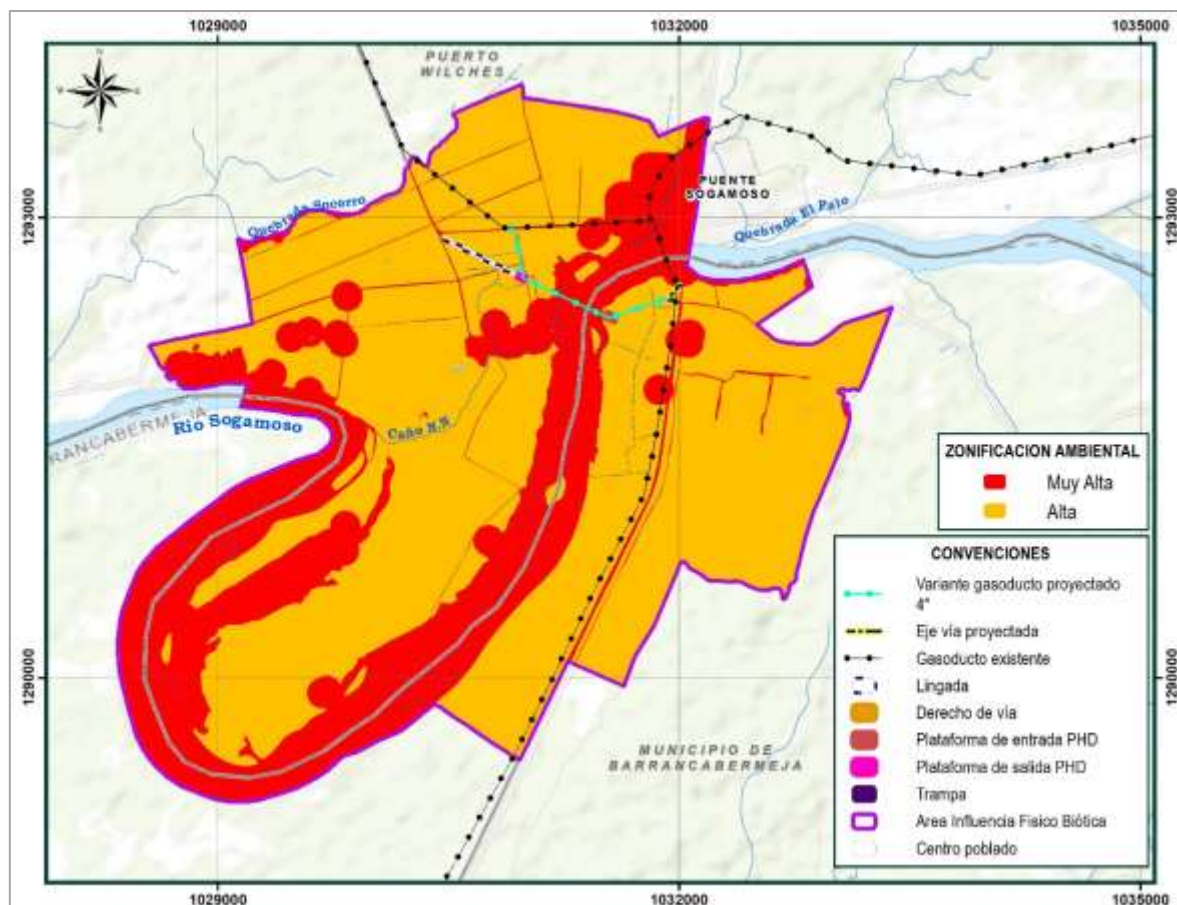 1029000
1032000
1035000
PUERTO
WILCHES
PUENTE
SOGAMOSO
1293000
Quebrada Socorro
Quebrada El Pajo
1293000
RANCABERMEJA
Río Sogamoso
Caño N.N
ZONIFICACION AMBIENTAL
Muy Alta
Alta
CONVENCIONES
Variante gasoducto proyectado
4"
Eje vía proyectada
Gasoducto existente
Lingada
Derecho de vía
Plataforma de entrada PHD
Plataforma de salida PHD
Trampa
Area Influencia Fisico Biótica
Centro poblado
1290000
1290000
MUNICIPIO DE
BARRANCABERMEJA
1029000
1032000
1035000